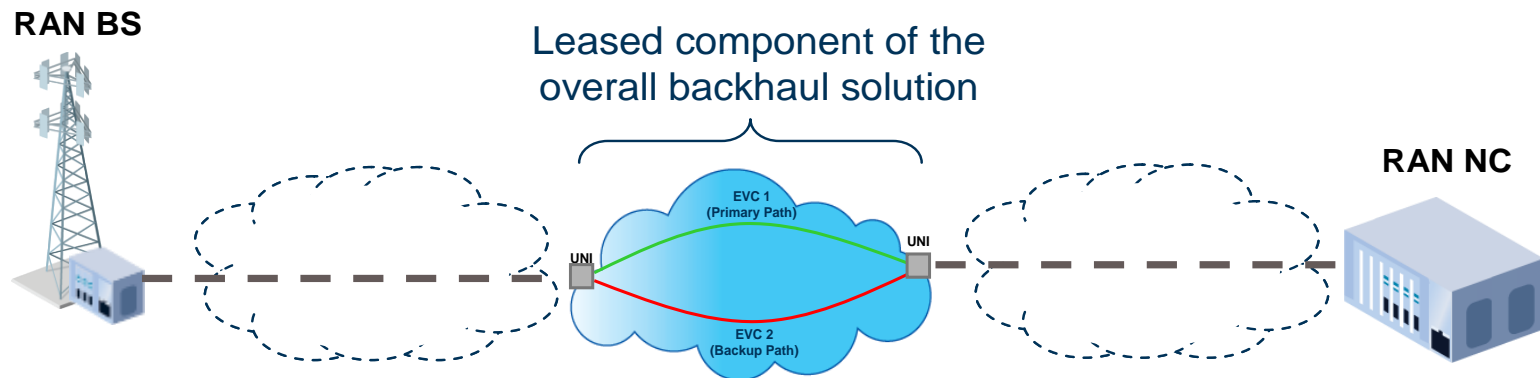 RAN BS
Leased component of the
overall backhaul solution
RAN NC
EVC 1
(Primary Path)
UNI
UNI
EVC 2
(Backup Path)